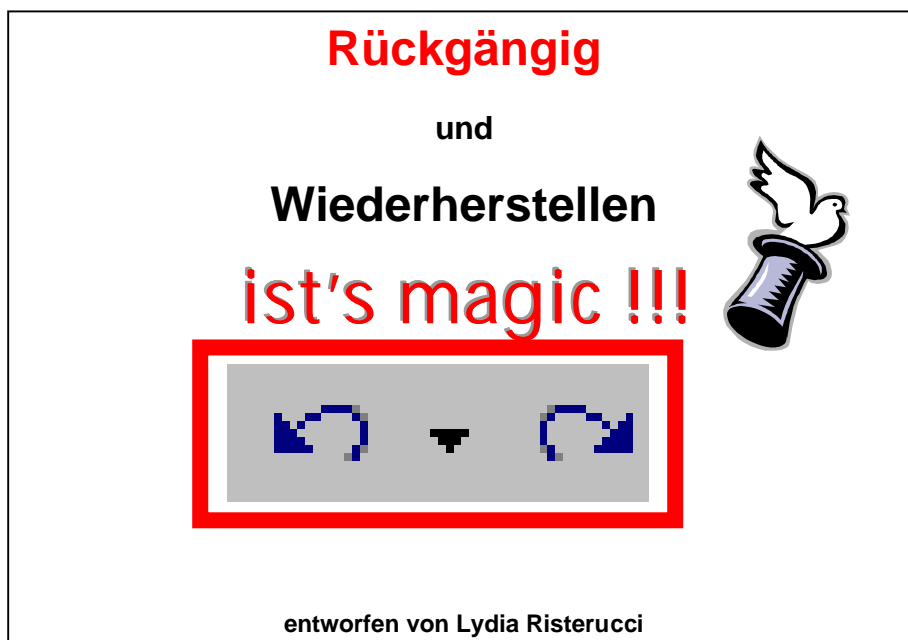 Rückgängig
und
Wiederherstellen
ist's magic !!!
entworfen von Lydia Risterucci